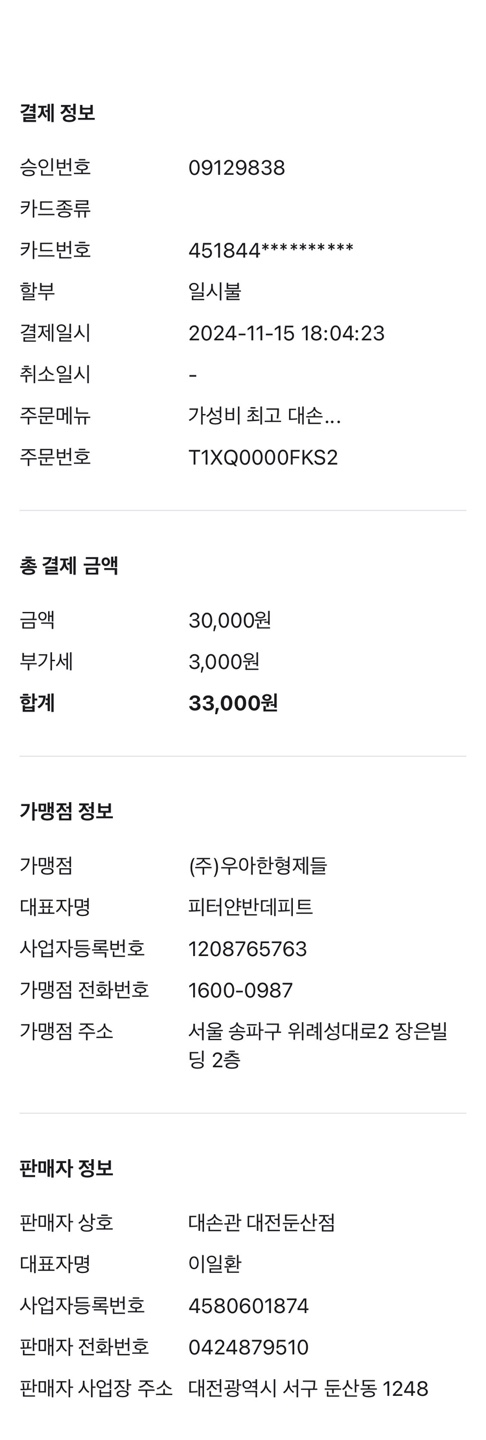 결제 정보
승인번호 09129838
카드종류
카드번호 451844**********
할부 일시불
결제일시 2024-11-15 18:04:23
취소일시 -
주문메뉴 가성비 최고 대손...
주문번호 T1XQ0000FKS2
총 결제 금액
금액 30,000원
부가세 3,000원
합계 33,000원
가맹점 정보
가맹점 (주)우아한형제들
대표자명 피터얀반데피트
사업자등록번호 1208765763
가맹점 전화번호 1600-0987
가맹점 주소 서울 송파구 위례성대로2 장은빌
딩 2층
판매자 정보
판매자 상호 대손관 대전둔산점
대표자명 이일환
사업자등록번호 4580601874
판매자 전화번호 0424879510
판매자 사업장 주소 대전광역시 서구 둔산동 1248